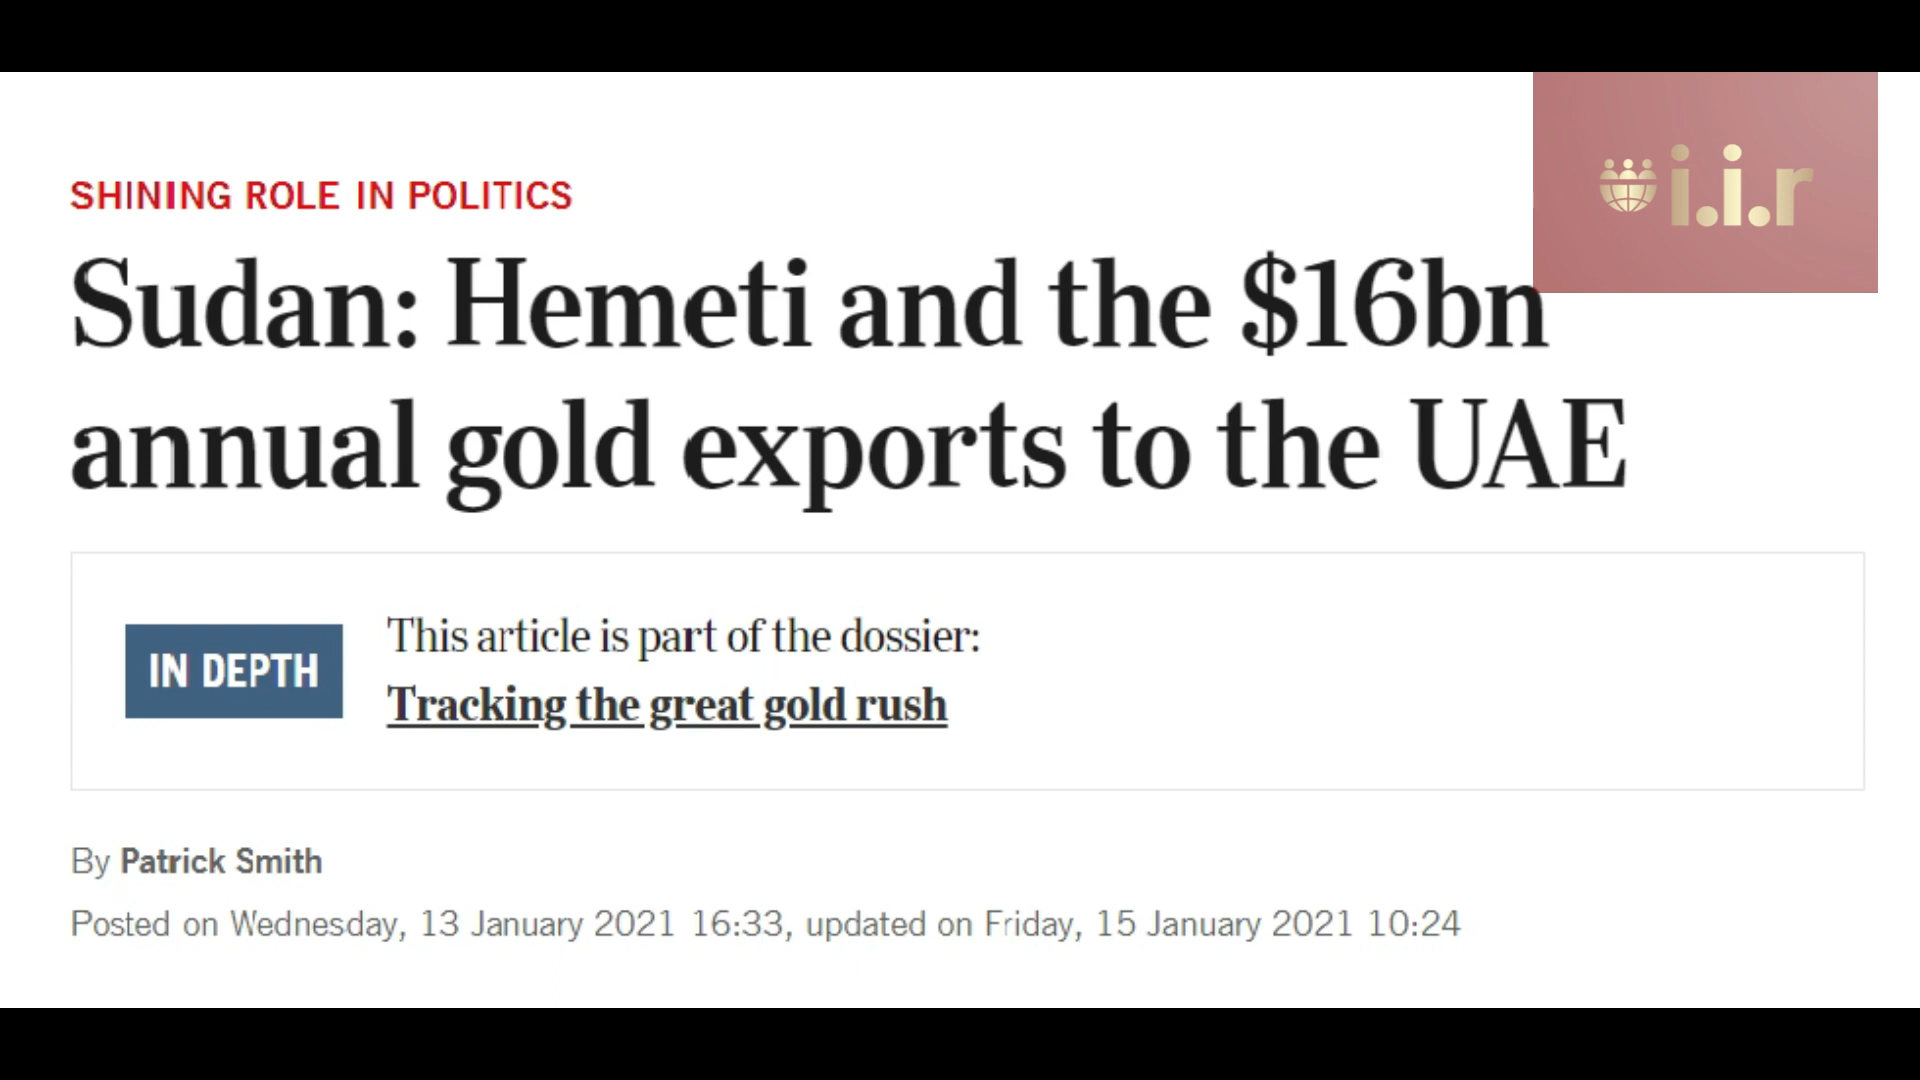 i.i.r
SHINING ROLE IN POLITICS
Sudan: Hemeti and the $16bn
annual gold exports to the UAE
IN DEPTH
This article is part of the dossier:
Tracking the great gold rush
By Patrick Smith
Posted on Wednesday, 13 January 2021 16:33, updated on Friday, 15 January 2021 10:24